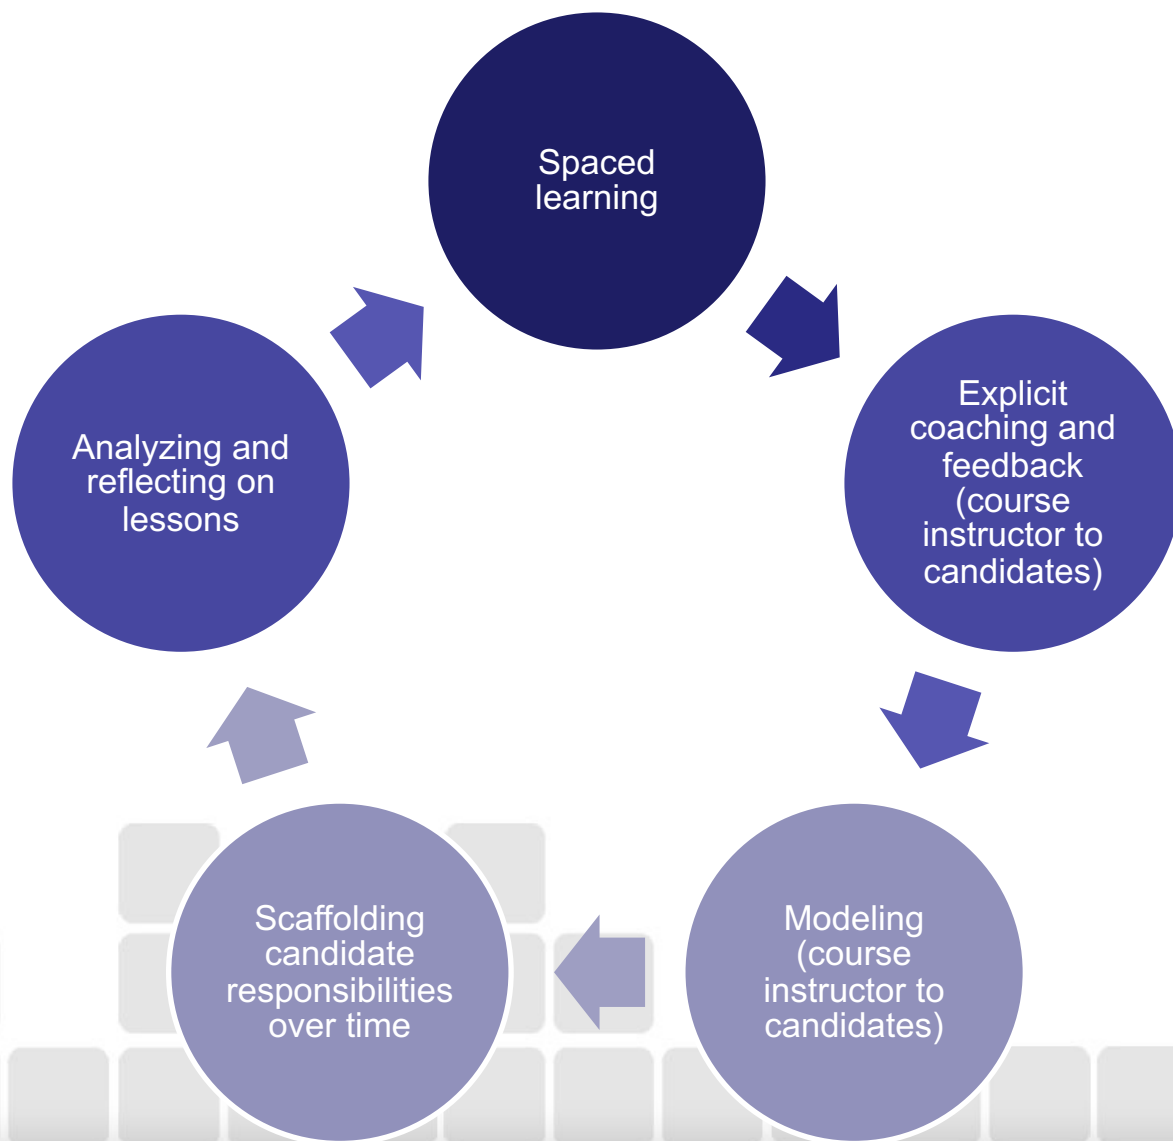 Spaced
learning
Explicit
coaching and
feedback
(course
instructor to
candidates)
Modeling
(course
instructor to
candidates)
Scaffolding
candidate
responsibilities
over time
Analyzing and
reflecting on
lessons